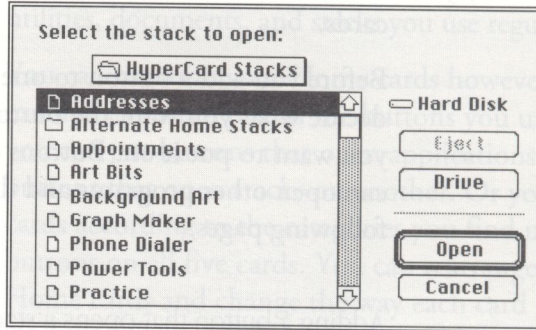 Select the stack to open:
HyperCard Stacks
Addresses
Alternate Home Stacks
Appointments
Art Bits
Background Art
Graph Maker
Phone Dialer
Power Tools
Practice
Hard Disk
Eject
Drive
Open
Cancel